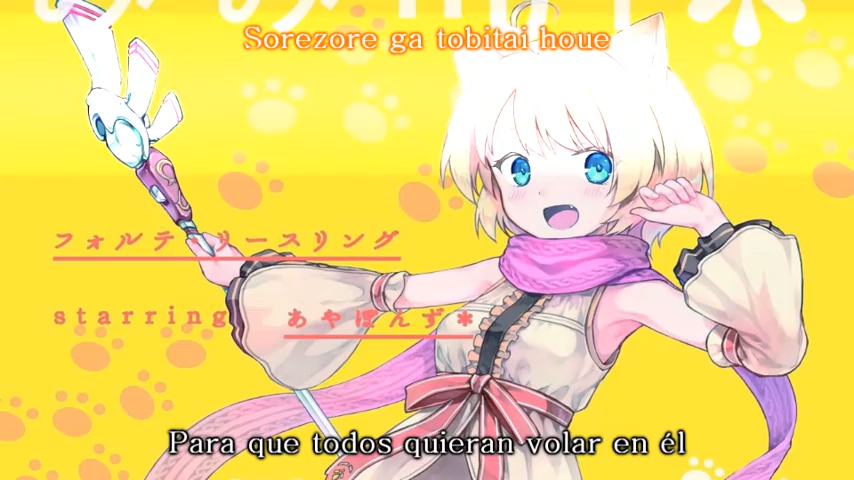 Sorezore ga tobitai houe
フォルテ・リースリング
starring あやぽんず＊
Para que todos quieran volar en él